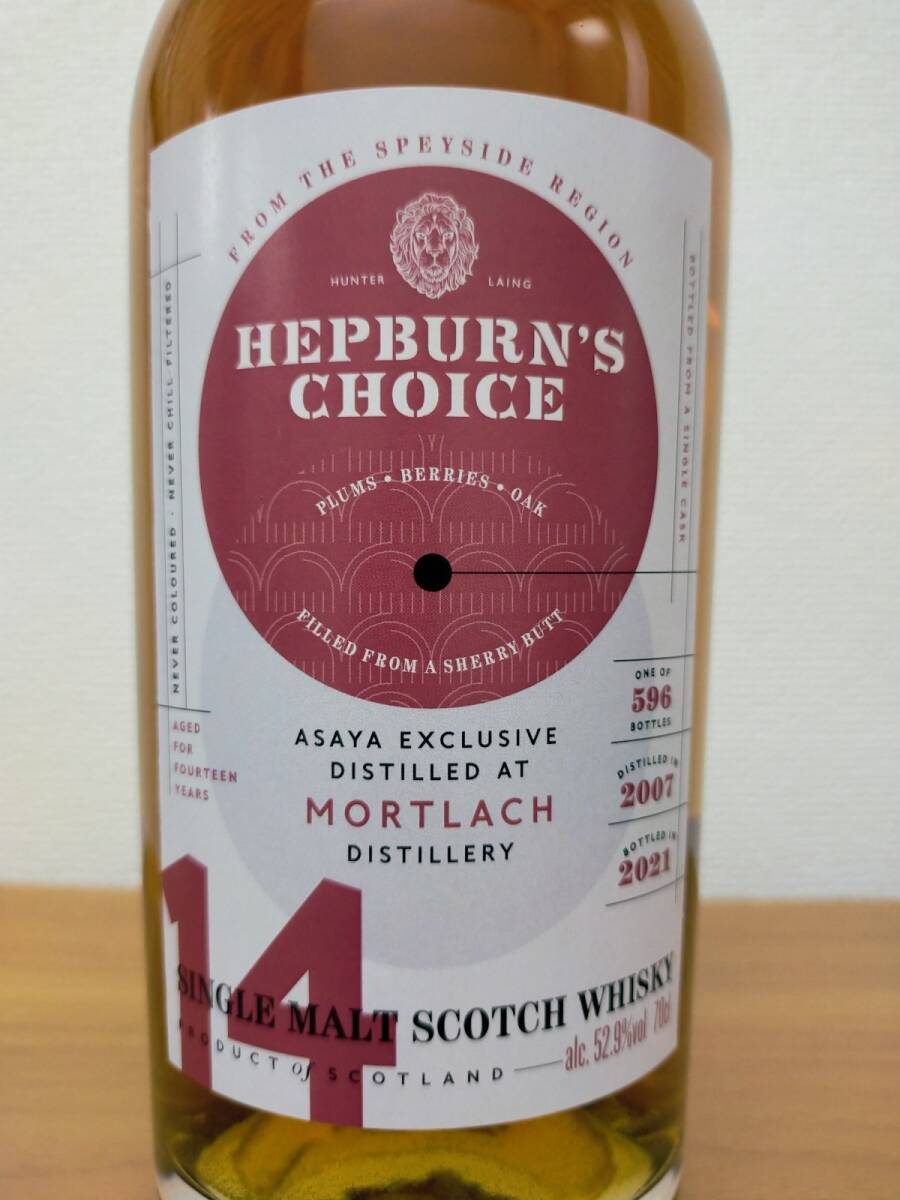 FROM THE SPEYSIDE REGION
HUNTER LAING
HEPBURN'S
CHOICE
PLUMS • BERRIES • OAK
FILLED FROM A SHERRY BUTT
NEVER COLOURED · NEVER CHILL FILTERED
BOTTLED FROM A SINGLE CASK
AGED
FOR
FOURTEEN
YEARS
ASAYA EXCLUSIVE
DISTILLED AT
MORTLACH
DISTILLERY
ONE OF
596
BOTTLES
DISTILLED IN
2007
BOTTLED IN
2021
14
SINGLE MALT SCOTCH WHISKY
PRODUCT of SCOTLAND
alc. 52.9%vol 70cl